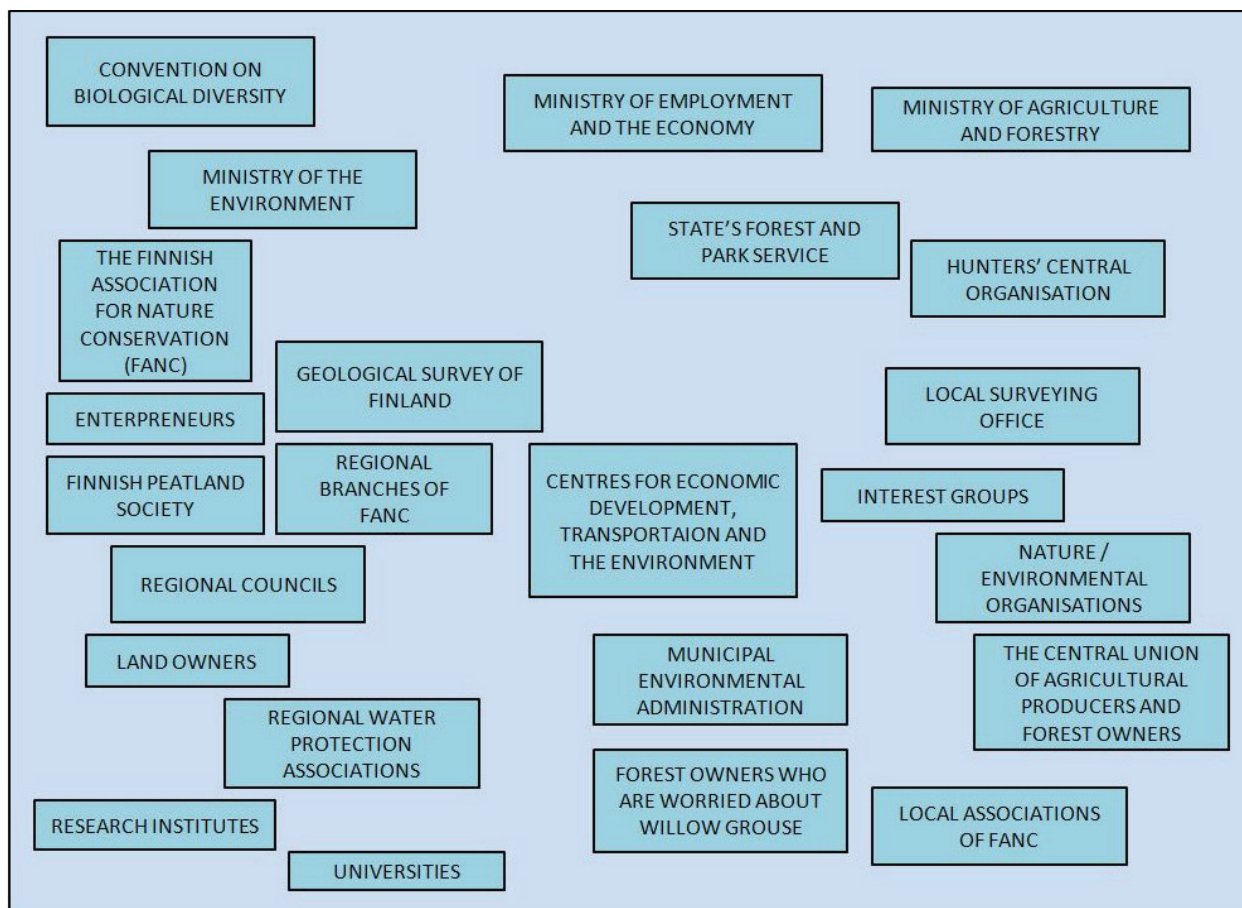 CONVENTION ON
BIOLOGICAL DIVERSITY
MINISTRY OF EMPLOYMENT
AND THE ECONOMY
MINISTRY OF AGRICULTURE
AND FORESTRY
MINISTRY OF THE
ENVIRONMENT
STATE’S FOREST AND
PARK SERVICE
HUNTERS’ CENTRAL
ORGANISATION
THE FINNISH
ASSOCIATION
FOR NATURE
CONSERVATION
(FANC)
GEOLOGICAL SURVEY OF
FINLAND
LOCAL SURVEYING
OFFICE
ENTERPRENEURS
FINNISH PEATLAND
SOCIETY
REGIONAL
BRANCHES OF
FANC
CENTRES FOR ECONOMIC
DEVELOPMENT,
TRANSPORTAION AND
THE ENVIRONMENT
INTEREST GROUPS
NATURE /
ENVIRONMENTAL
ORGANISATIONS
REGIONAL COUNCILS
LAND OWNERS
MUNICIPAL
ENVIRONMENTAL
ADMINISTRATION
THE CENTRAL UNION
OF AGRICULTURAL
PRODUCERS AND
FOREST OWNERS
REGIONAL WATER
PROTECTION
ASSOCIATIONS
FOREST OWNERS WHO
ARE WORRIED ABOUT
WILLOW GROUSE
LOCAL ASSOCIATIONS
OF FANC
RESEARCH INSTITUTES
UNIVERSITIES